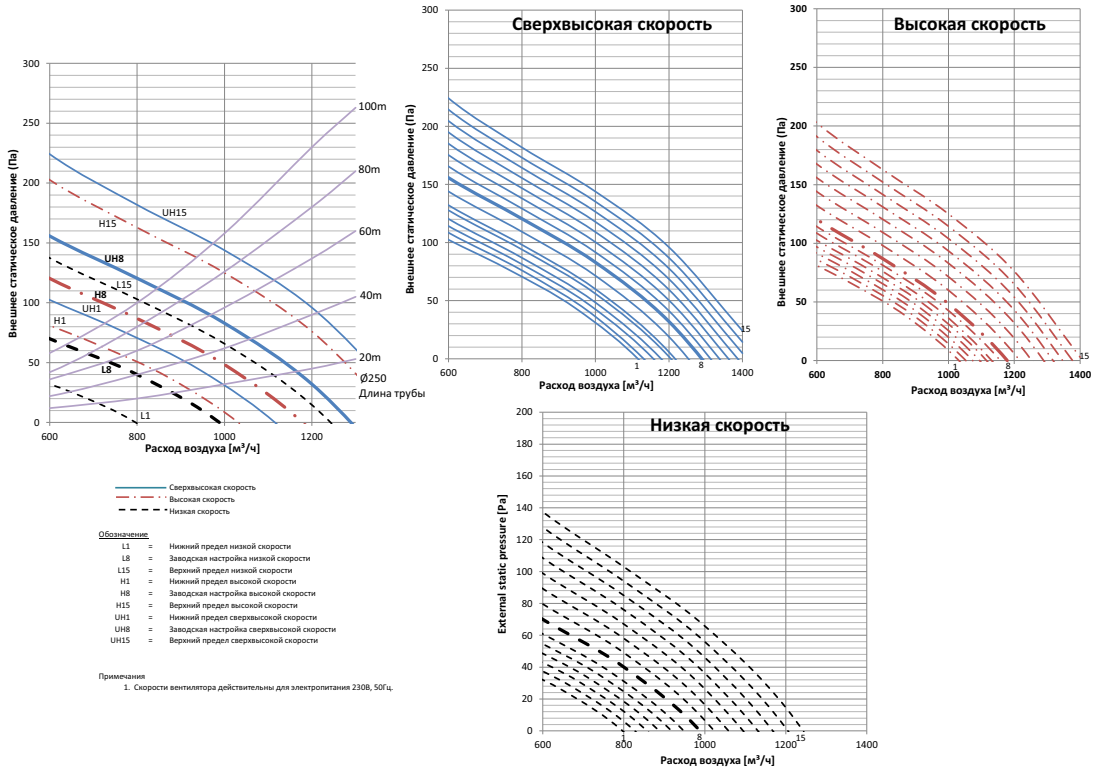 Внешнее статическое давление (Па)
300
250
200
150
100
50
0
600
800
1000
1200
Расход воздуха [м³/ч]
UH15
H15
UH8
L15
H8
UH1
H1
L8
L1
100m
80m
60m
40m
20m
Ø250
Длина трубы
Сверхвысокая скорость
Внешнее статическое давление (Па)
300
250
200
150
100
50
0
600
800
1000
1200
1400
1
8
15
Расход воздуха [м³/ч]
Высокая скорость
Внешнее статическое давление (Па)
300
250
200
150
100
50
0
600
800
1000
1200
1400
1
8
15
Расход воздуха [м³/ч]
Низкая скорость
External static pressure [Pa]
200
180
160
140
120
100
80
60
40
20
0
600
800
1000
1200
1400
1
8
15
Расход воздуха [м³/ч]
Сверхвысокая скорость
Высокая скорость
Низкая скорость
Обозначение
L1 = Нижний предел низкой скорости
L8 = Заводская настройка низкой скорости
L15 = Верхний предел низкой скорости
H1 = Нижний предел высокой скорости
H8 = Заводская настройка высокой скорости
H15 = Верхний предел высокой скорости
UH1 = Нижний предел сверхвысокой скорости
UH8 = Заводская настройка сверхвысокой скорости
UH15 = Верхний предел сверхвысокой скорости
Примечания
1. Скорости вентилятора действительны для электропитания 230В, 50Гц.